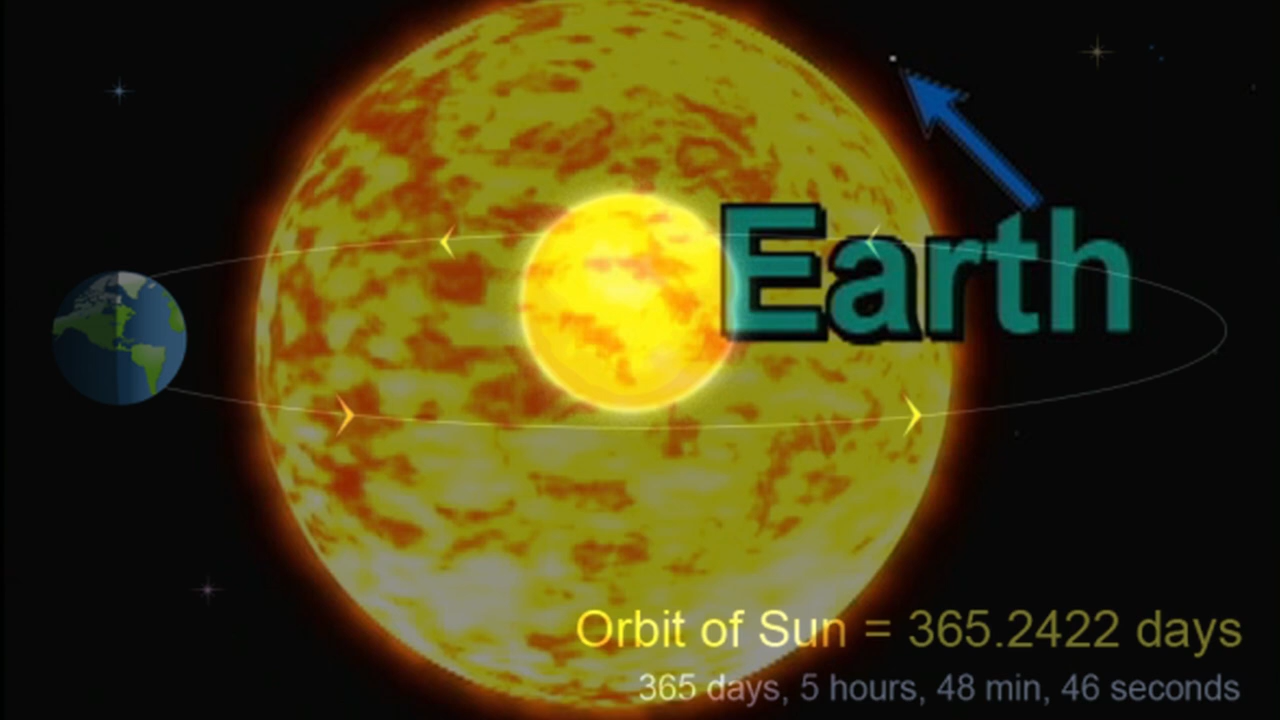 Earth
Orbit of Sun = 365.2422 days
365 days, 5 hours, 48 min, 46 seconds